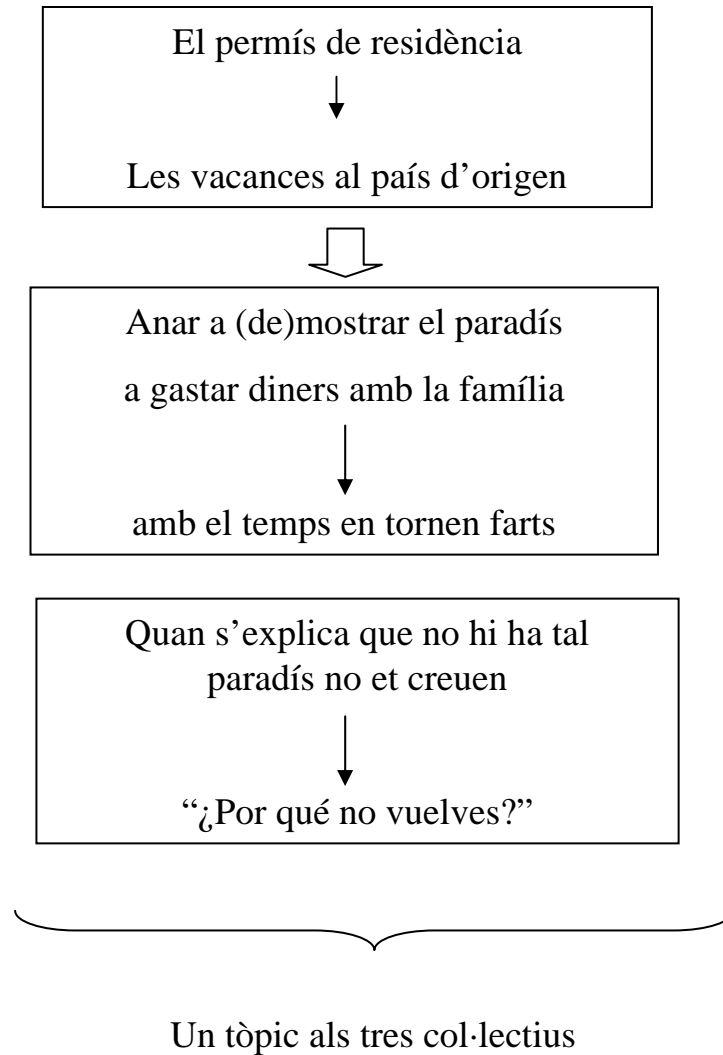 El permís de residència
Les vacances al país d’origen
Anar a (de)mostrar el paradís
a gastar diners amb la família
amb el temps en tornen farts
Quan s’explica que no hi ha tal
paradís no et creuen
“¿Por qué no vuelves?”
Un tòpic als tres col·lectius